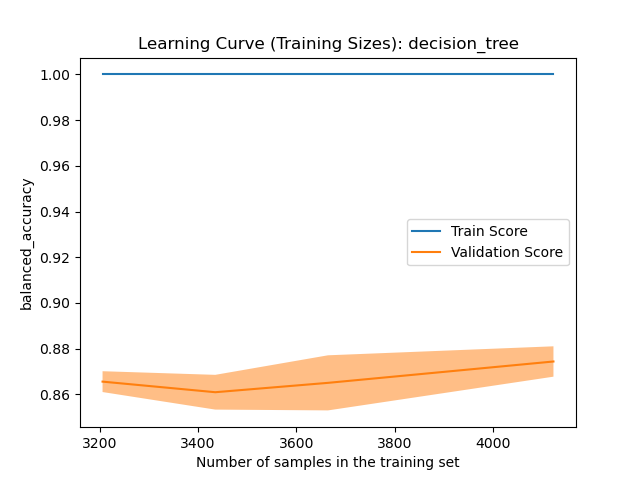 Learning Curve (Training Sizes): decision_tree
1.00
0.98
0.96
0.94
0.92
0.90
0.88
0.86
balanced_accuracy
Train Score
Validation Score
3200 3400 3600 3800 4000
Number of samples in the training set